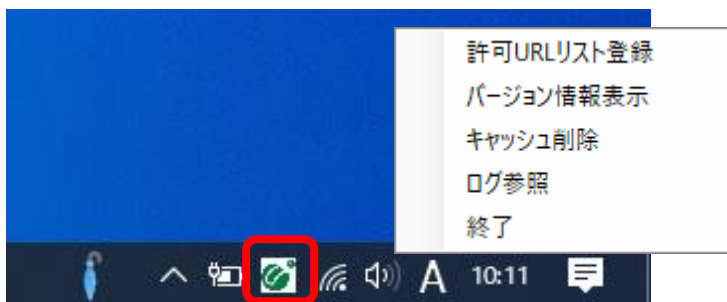 許可URLリスト登録
バージョン情報表示
キャッシュ削除
ログ参照
終了
A 10:11